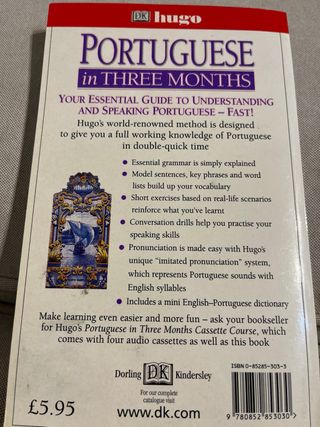 DK hugo
PORTUGUESE
in THREE MONTHS
YOUR ESSENTIAL GUIDE TO UNDERSTANDING
AND SPEAKING PORTUGUESE – FAST!
Hugo's world-renowned method is designed
to give you a full working knowledge of Portuguese
in double-quick time
• Essential grammar is simply explained
• Model sentences, key phrases and word
lists build up your vocabulary
• Short exercises based on real-life scenarios
reinforce what you've learnt
• Conversation drills help you practise your
speaking skills
• Pronunciation is made easy with Hugo's
unique "imitated pronunciation" system,
which represents Portuguese sounds with
English syllables
• Includes a mini English–Portuguese dictionary
Make learning even easier and more fun – ask your bookseller
for Hugo's Portuguese in Three Months Cassette Course, which
comes with four audio cassettes as well as this book
ISBN 0-85285-303-3
Dorling DK Kindersley
For our complete
catalogue visit
www.dk.com
£5.95
9 780852 853030 >